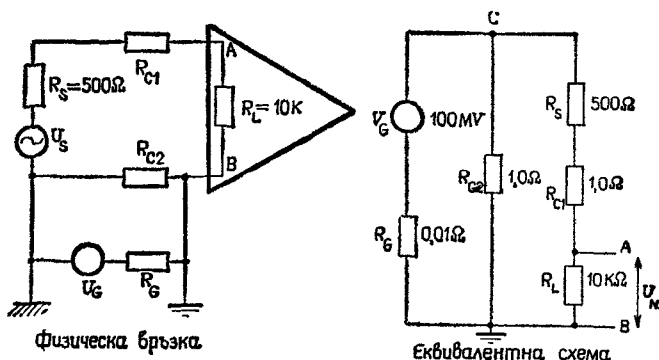 R_C1
A
R_S=500Ω
R_L=10K
U_S
R_C2
B
U_G
R_G
Физическа връзка
C
R_S
500Ω
V_G
100MV
R_C2
1,0Ω
R_C1
1,0Ω
R_G
0,01Ω
A
R_L
10KΩ
U_N
B
Еквивалентна схема